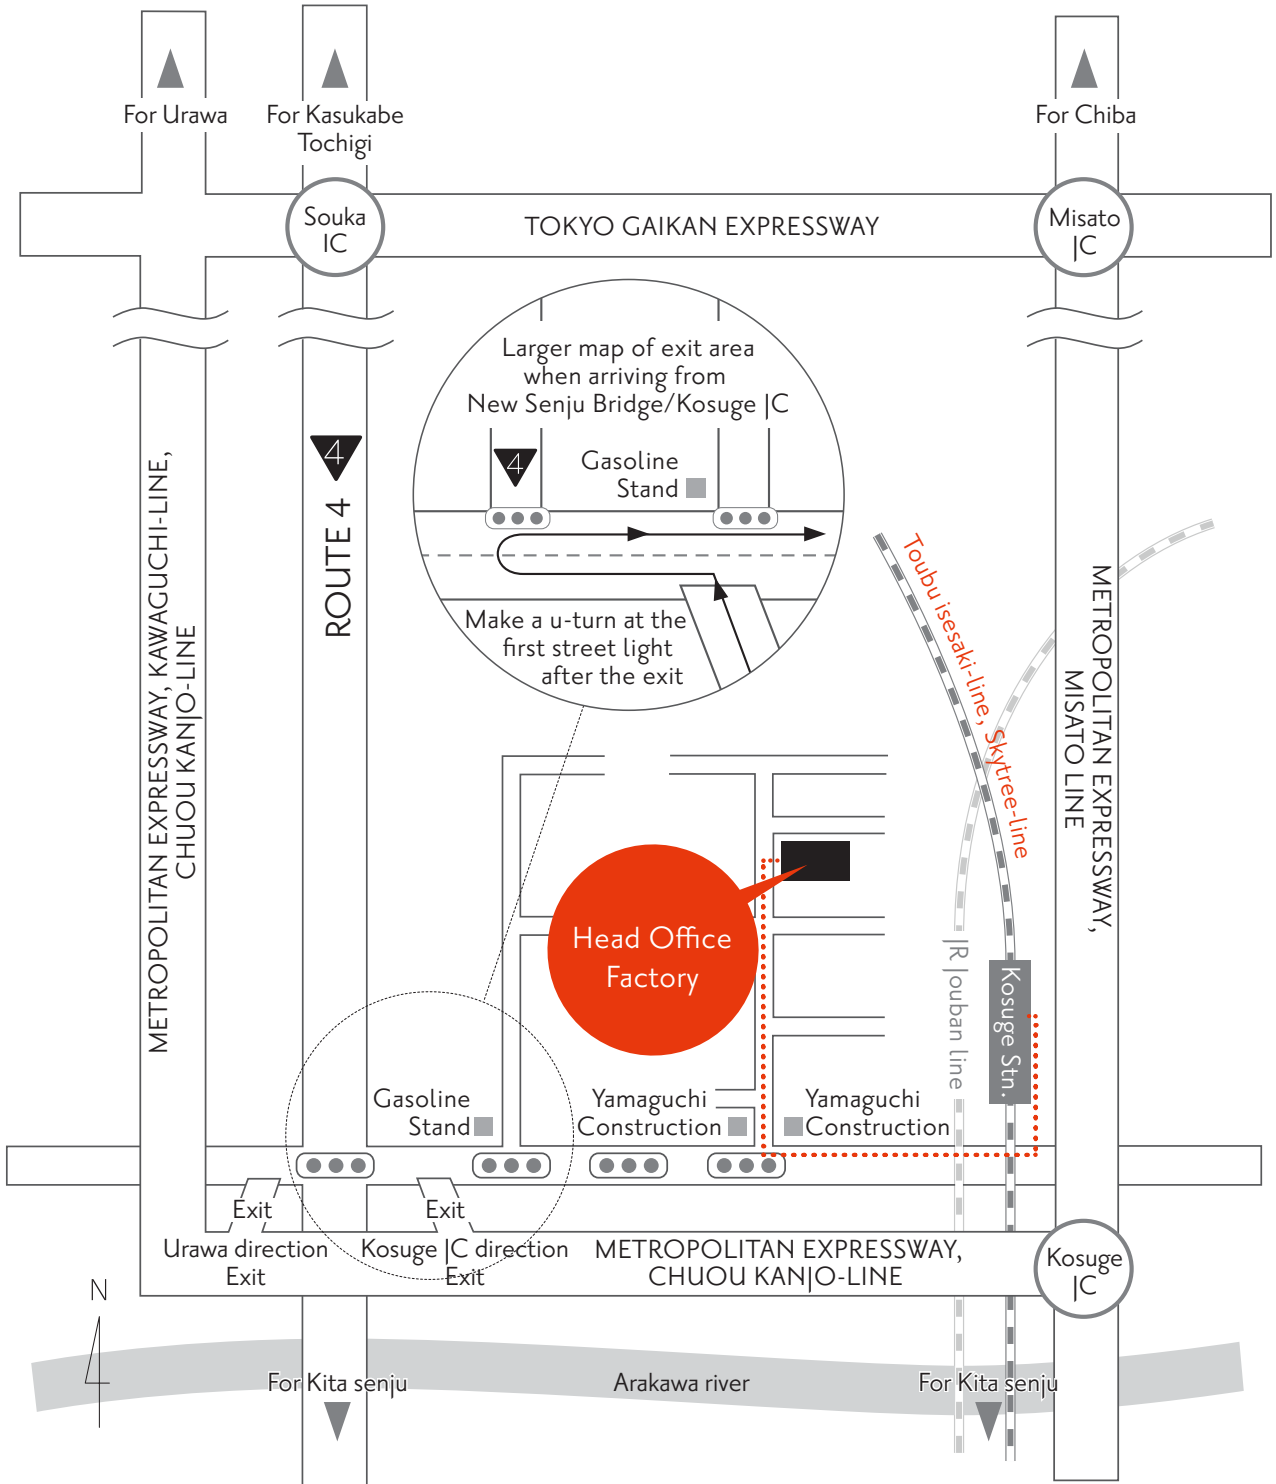 For Urawa
For Kasukabe
Tochigi
For Chiba
Souka
IC
TOKYO GAIKAN EXPRESSWAY
Misato
JC
Larger map of exit area
when arriving from
New Senju Bridge/Kosuge JC
4
Gasoline
Stand
Make a u-turn at the
first street light
after the exit
4
ROUTE 4
METROPOLITAN EXPRESSWAY, KAWAGUCHI-LINE,
CHUOU KANJO-LINE
Toubu isesaki-line, Skytree-line
METROPOLITAN EXPRESSWAY,
MISATO LINE
Head Office
Factory
JR Jouban line
Kosuge Stn.
Gasoline
Stand
Yamaguchi
Construction
Yamaguchi
Construction
Exit
Exit
Urawa direction
Exit
Kosuge JC direction
Exit
METROPOLITAN EXPRESSWAY,
CHUOU KANJO-LINE
Kosuge
JC
N
For Kita senju
Arakawa river
For Kita senju